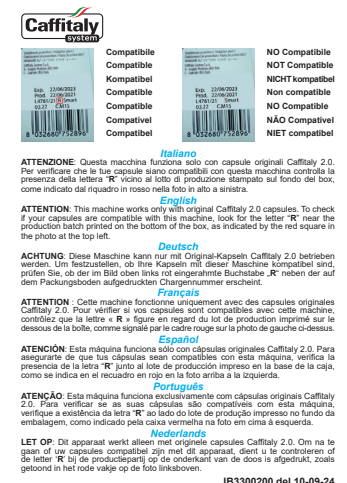 Caffitaly
system
Compatibile
Compatible
Kompatibel
Compatible
Compatible
Compatível
Compatibel
Exp. 22/06/2023
Prod. 22/06/2021
L4761/21 R Smart
03.22 CM15
8 032680 752896
NO Compatibile
NOT Compatible
NICHT kompatibel
Non compatible
NO Compatible
NÃO Compatível
NIET compatibel
Exp. 22/06/2023
Prod. 22/06/2021
L4761/21 Smart
03.22 CM15
8 032680 752896
Italiano
ATTENZIONE: Questa macchina funziona solo con capsule originali Caffitaly 2.0.
Per verificare che le tue capsule siano compatibili con questa macchina controlla la
presenza della lettera “R” vicino al lotto di produzione stampato sul fondo del box,
come indicato dal riquadro in rosso nella foto in alto a sinistra.
English
ATTENTION: This machine works only with original Caffitaly 2.0 capsules. To check
if your capsules are compatible with this machine, look for the letter “R” near the
production batch printed on the bottom of the box, as indicated by the red square in
the photo at the top left.
Deutsch
ACHTUNG: Diese Maschine kann nur mit Original-Kapseln Caffitaly 2.0 betrieben
werden. Um festzustellen, ob Ihre Kapseln mit dieser Maschine kompatibel sind,
prüfen Sie, ob der im Bild oben links rot eingerahmte Buchstabe „R“ neben der auf
dem Packungsboden aufgedruckten Chargennummer erscheint.
Français
ATTENTION : Cette machine fonctionne uniquement avec des capsules originales
Caffitaly 2.0. Pour vérifier si vos capsules sont compatibles avec cette machine,
contrôlez que la lettre « R » figure en regard du lot de production imprimé sur le
dessous de la boîte, comme signalé par le cadre rouge sur la photo de gauche ci-dessus.
Español
ATENCIÓN: Esta máquina funciona sólo con cápsulas originales Caffitaly 2.0. Para
asegurarte de que tus cápsulas sean compatibles con esta máquina, verifica la
presencia de la letra “R” junto al lote de producción impreso en la base de la caja,
como se indica en el recuadro en rojo en la foto arriba a la izquierda.
Português
ATENÇÃO: Esta máquina funciona exclusivamente com cápsulas originais Caffitaly
2.0. Para verificar se as suas cápsulas são compatíveis com esta máquina,
verifique a existência da letra “R” ao lado do lote de produção impresso no fundo da
embalagem, como indicado pela caixa vermelha na foto em cima à esquerda.
Nederlands
LET OP: Dit apparaat werkt alleen met originele capsules Caffitaly 2.0. Om na te
gaan of uw capsules compatibel zijn met dit apparaat, dient u te controleren of
de letter 'R' bij de productiepartij op de onderkant van de doos is afgedrukt, zoals
getoond in het rode vakje op de foto linksboven.
IB3300200 del 10-09-24